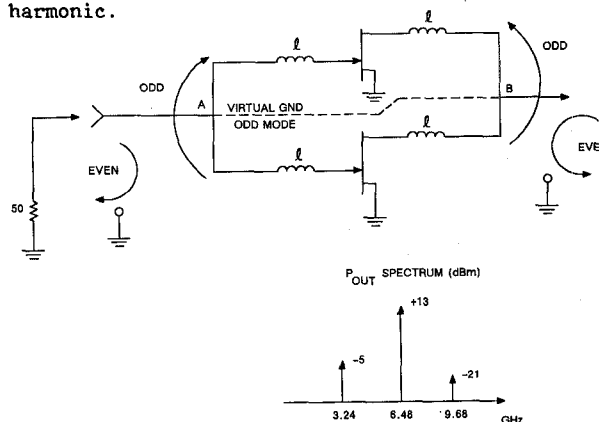 harmonic.
ℓ
ℓ
ODD
ODD
A
VIRTUAL GND
ODD MODE
B
ℓ
ℓ
EVEN
EVE
50
P_OUT SPECTRUM (dBm)
+13
-5
-21
3.24
6.48
9.68
GHz